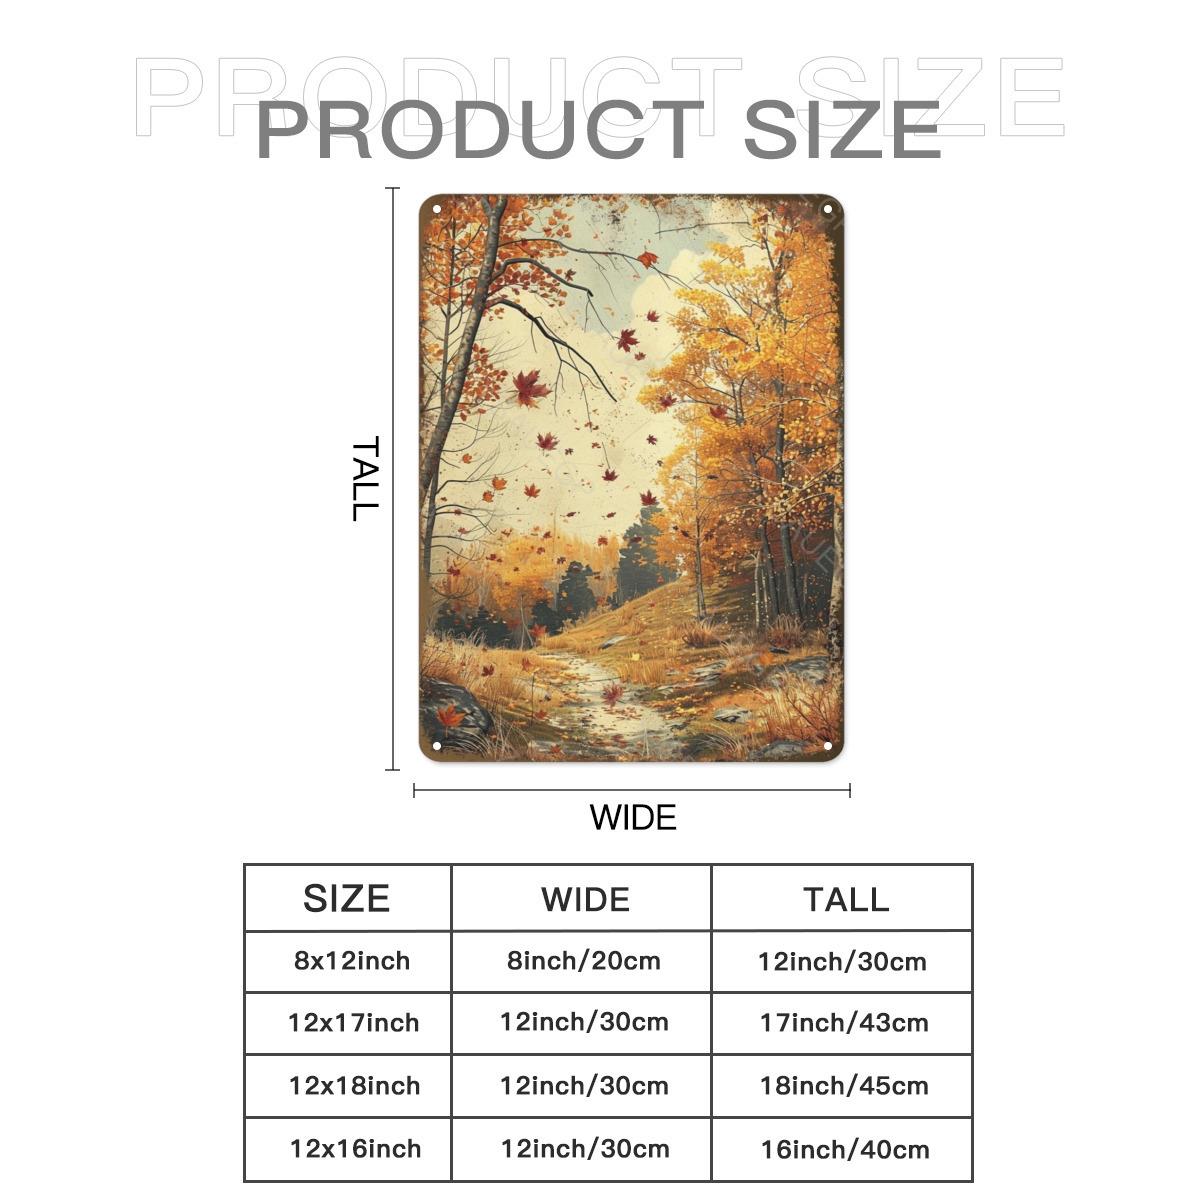 PRODUCT SIZE
PRODUCT SIZE
TALL
WIDE
SIZE WIDE TALL
8x12inch 8inch/20cm 12inch/30cm
12x17inch 12inch/30cm 17inch/43cm
12x18inch 12inch/30cm 18inch/45cm
12x16inch 12inch/30cm 16inch/40cm